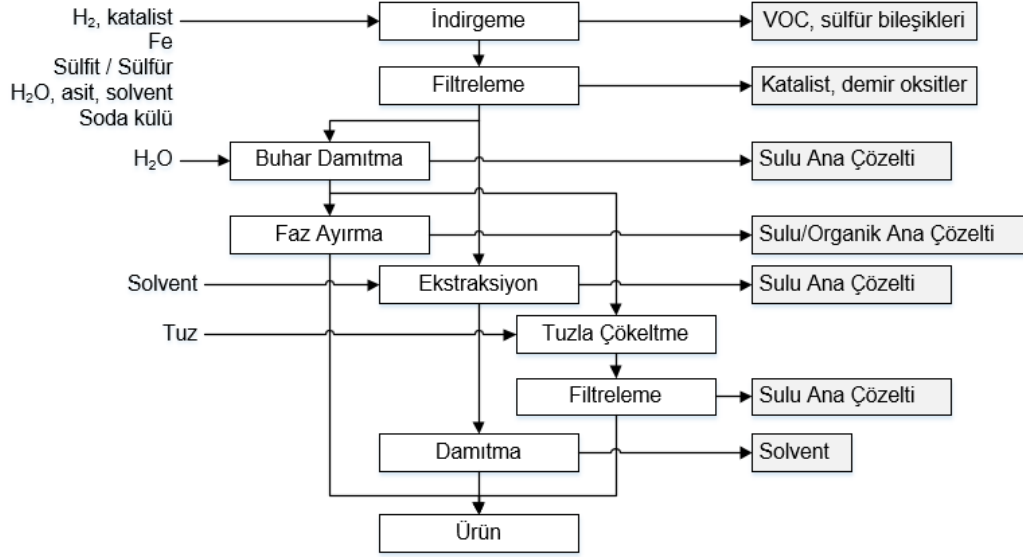 H₂, katalist
Fe
Sülfit / Sülfür
H₂O, asit, solvent
Soda külü
İndirgeme
VOC, sülfür bileşikleri
Filtreleme
Katalist, demir oksitler
H₂O
Buhar Damıtma
Sulu Ana Çözelti
Faz Ayırma
Sulu/Organik Ana Çözelti
Solvent
Ekstraksiyon
Sulu Ana Çözelti
Tuz
Tuzla Çökeltme
Filtreleme
Sulu Ana Çözelti
Damıtma
Solvent
Ürün